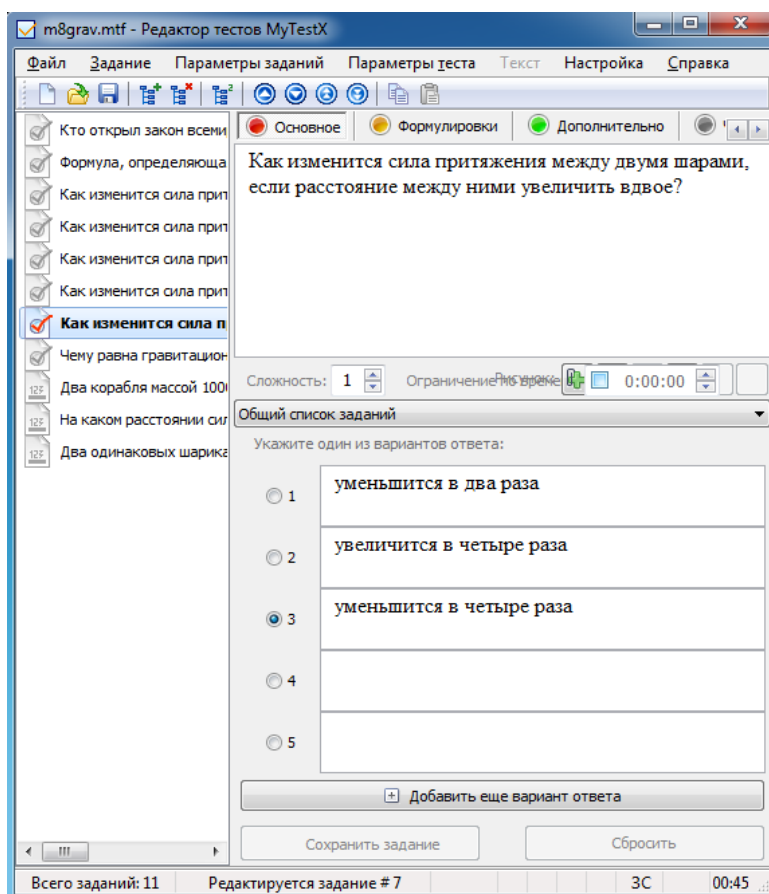 m8grav.mtf - Редактор тестов MyTestX
Файл Задание Параметры заданий Параметры теста Текст Настройка Справка
Кто открыл закон всеми
Формула, определяюща
Как изменится сила прит
Как изменится сила прит
Как изменится сила прит
Как изменится сила прит
Как изменится сила п
Чему равна гравитацион
Два корабля массой 100
На каком расстоянии сил
Два одинаковых шарика
Основное Формулировки Дополнительно
Как изменится сила притяжения между двумя шарами,
если расстояние между ними увеличить вдвое?
Сложность: 1 Ограничение по време Рисунок: 0:00:00
Общий список заданий
Укажите один из вариантов ответа:
1 уменьшится в два раза
2 увеличится в четыре раза
3 уменьшится в четыре раза
4
5
Добавить еще вариант ответа
Сохранить задание Сбросить
Всего заданий: 11 Редактируется задание # 7 ЗС 00:45